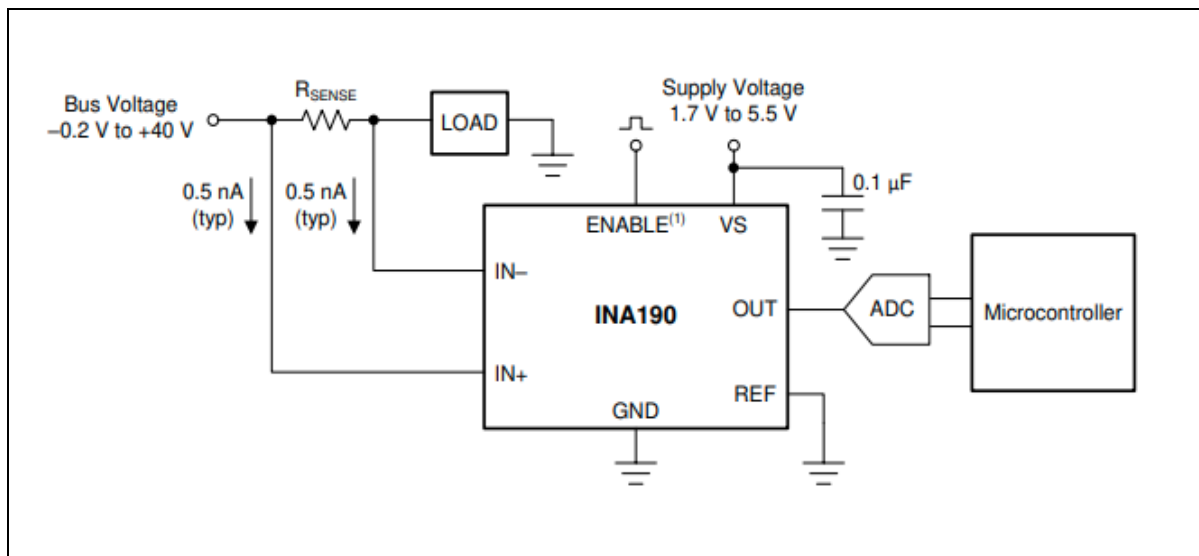 Bus Voltage
–0.2 V to +40 V
RSENSE
LOAD
Supply Voltage
1.7 V to 5.5 V
0.5 nA
(typ)
0.5 nA
(typ)
0.1 µF
ENABLE(1)
VS
IN–
INA190
OUT
ADC
Microcontroller
IN+
REF
GND